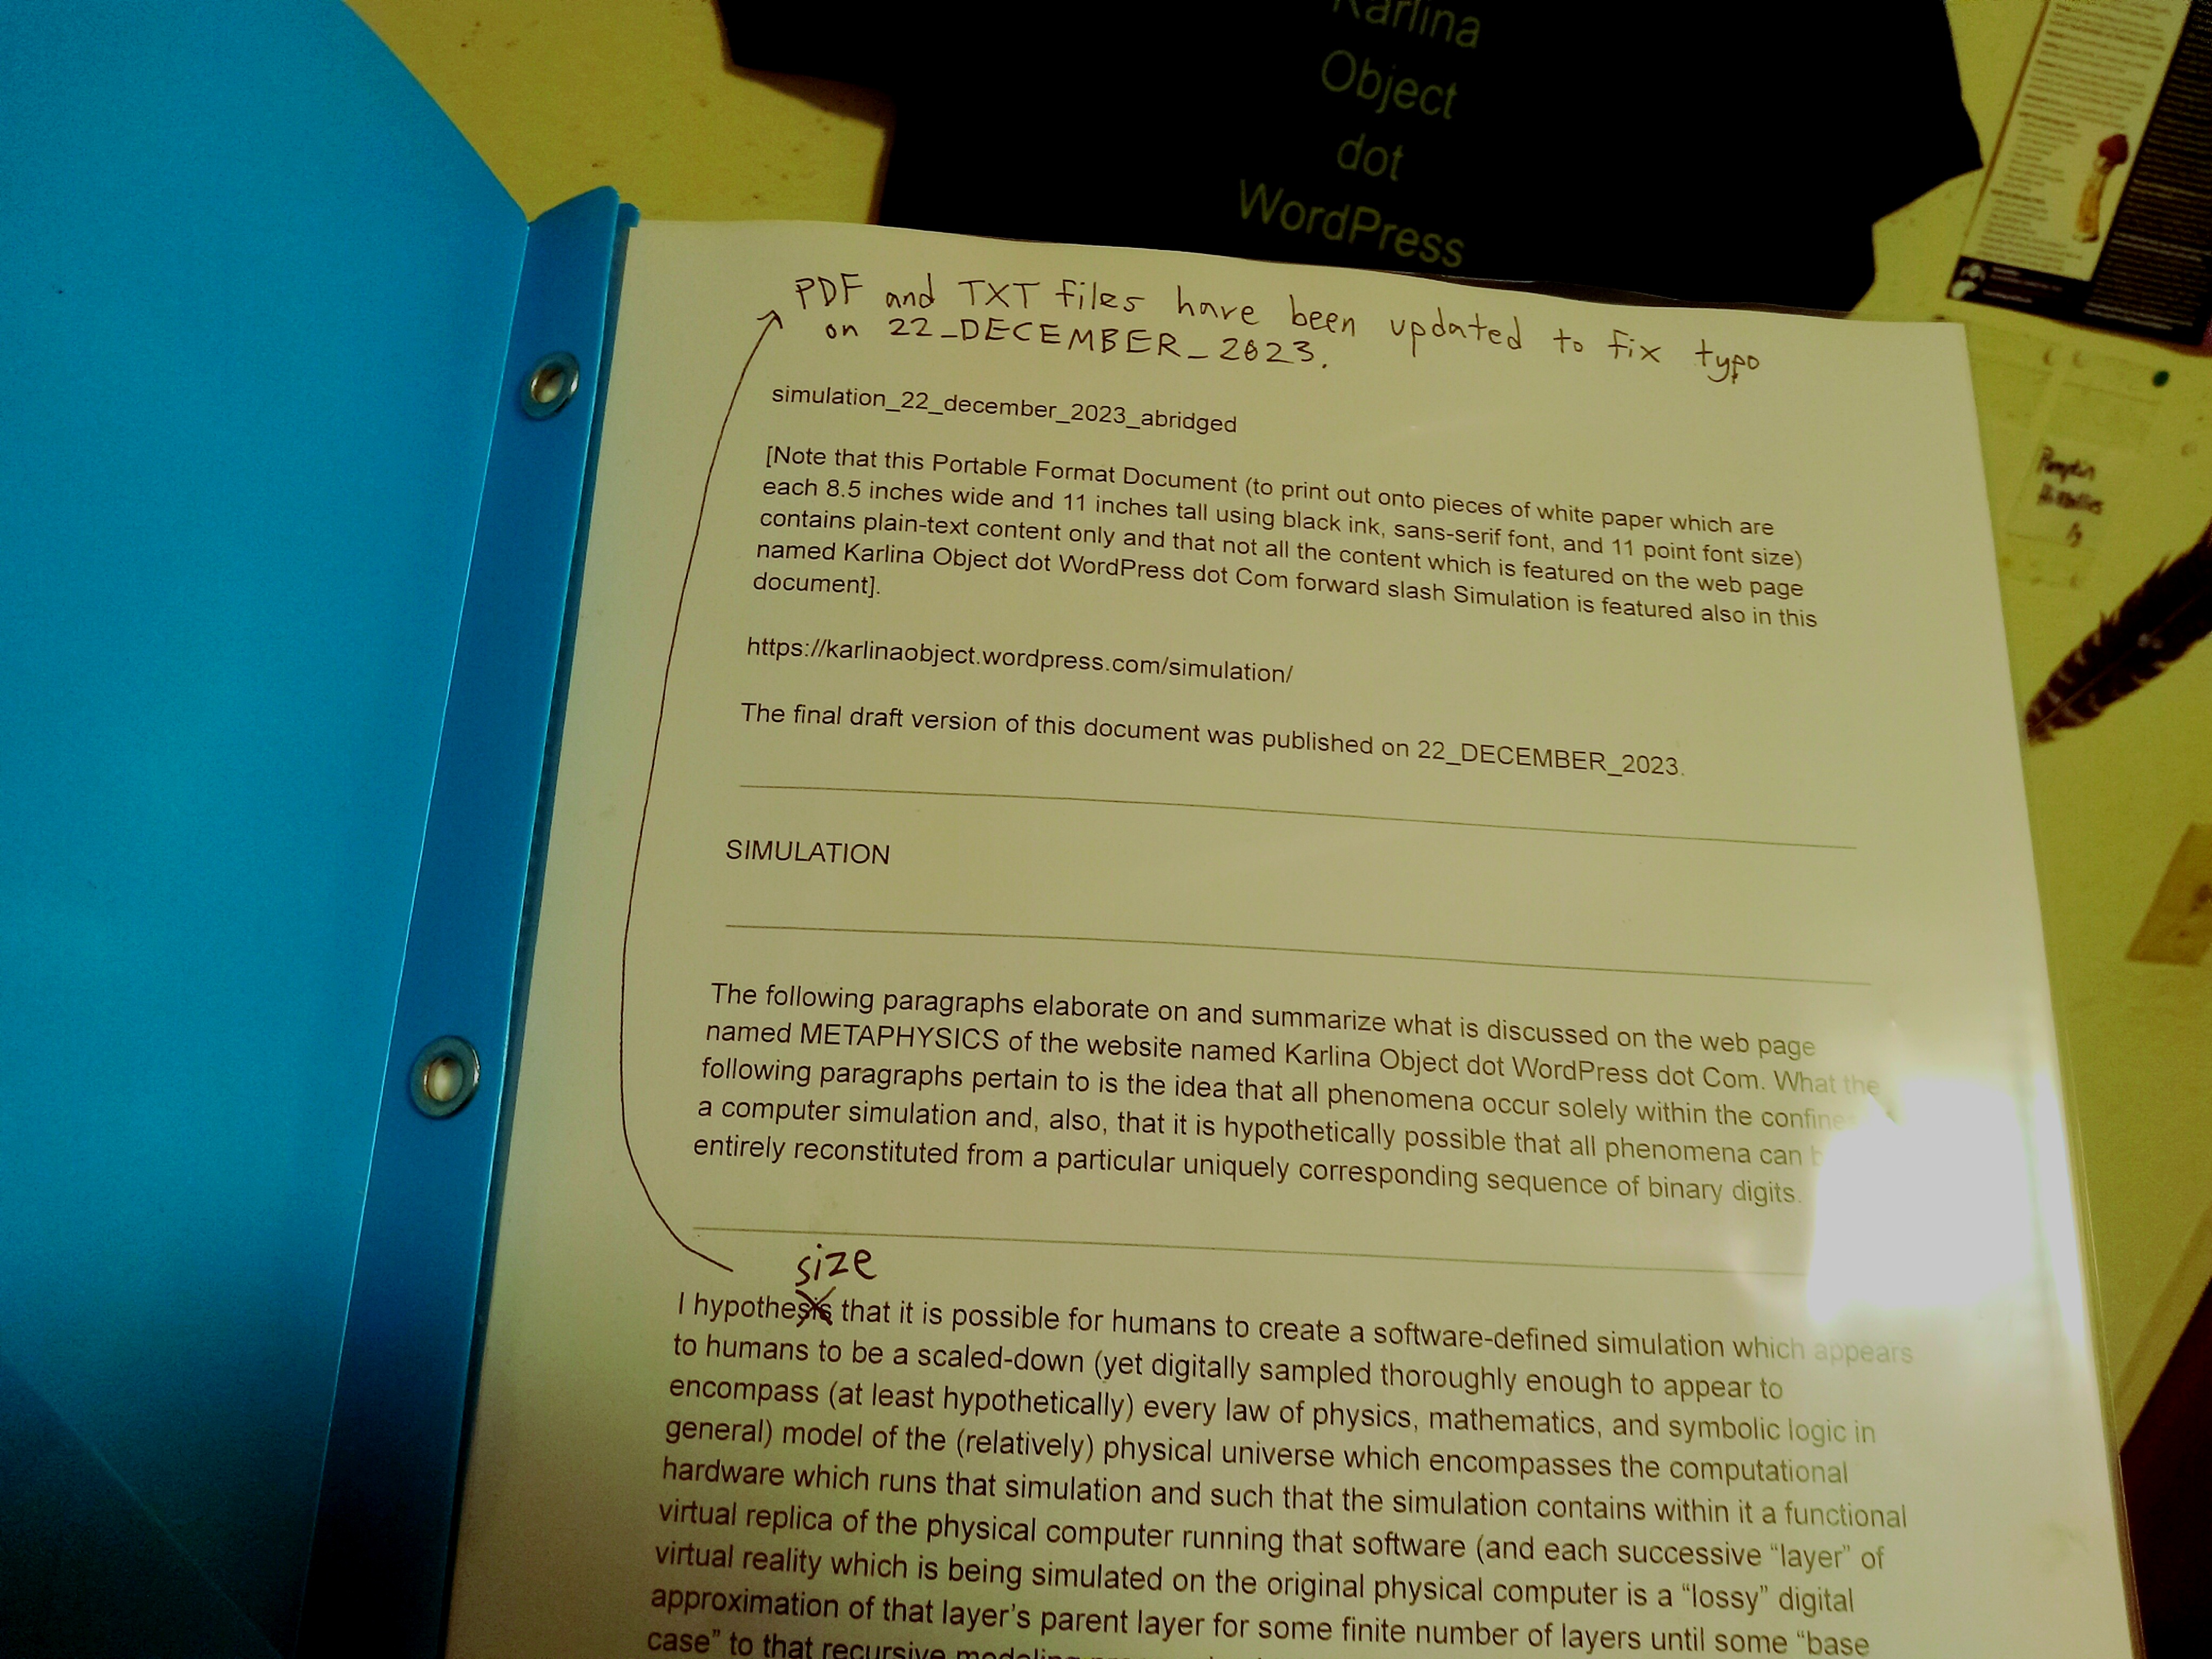 Karlina
Object
dot
WordPress
PDF and TXT files have been updated to fix typo
on 22_DECEMBER_2023.
simulation_22_december_2023_abridged
[Note that this Portable Format Document (to print out onto pieces of white paper which are
each 8.5 inches wide and 11 inches tall using black ink, sans-serif font, and 11 point font size)
contains plain-text content only and that not all the content which is featured on the web page
named Karlina Object dot WordPress dot Com forward slash Simulation is featured also in this
document].
https://karlinaobject.wordpress.com/simulation/
The final draft version of this document was published on 22_DECEMBER_2023.
SIMULATION
The following paragraphs elaborate on and summarize what is discussed on the web page
named METAPHYSICS of the website named Karlina Object dot WordPress dot Com. What the
following paragraphs pertain to is the idea that all phenomena occur solely within the
a computer simulation and, also, that it is hypothetically possible that all phenomena can
entirely reconstituted from a particular uniquely corresponding sequence of binary digits.
size
I hypothesis that it is possible for humans to create a software-defined simulation which appears
to humans to be a scaled-down (yet digitally sampled thoroughly enough to appear to
encompass (at least hypothetically) every law of physics, mathematics, and symbolic logic in
general) model of the (relatively) physical universe which encompasses the computational
hardware which runs that simulation and such that the simulation contains within it a functional
virtual replica of the physical computer running that software (and each successive “layer” of
virtual reality which is being simulated on the original physical computer is a “lossy” digital
approximation of that layer’s parent layer for some finite number of layers until some “base
case” to that recursive modeling
Pumpkin